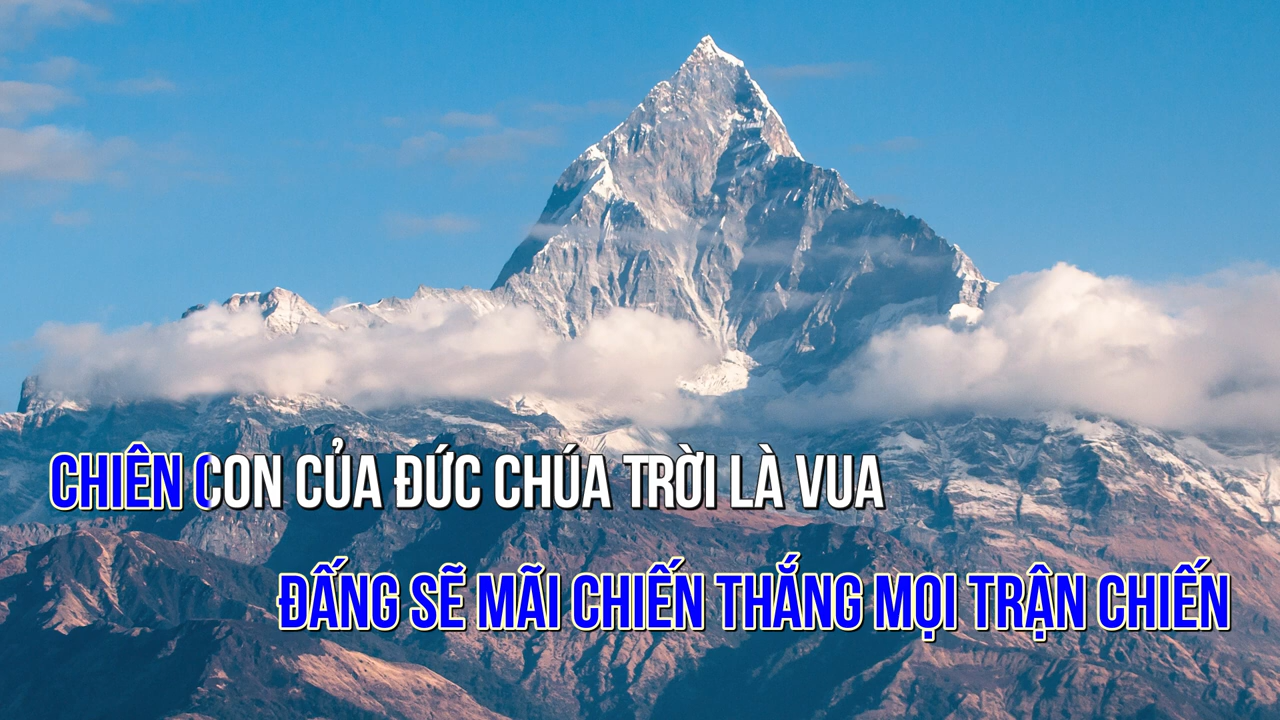 CHIÊN CON CỦA ĐỨC CHÚA TRỜI LÀ VUA
ĐẤNG SẼ MÃI CHIẾN THẮNG MỌI TRẬN CHIẾN